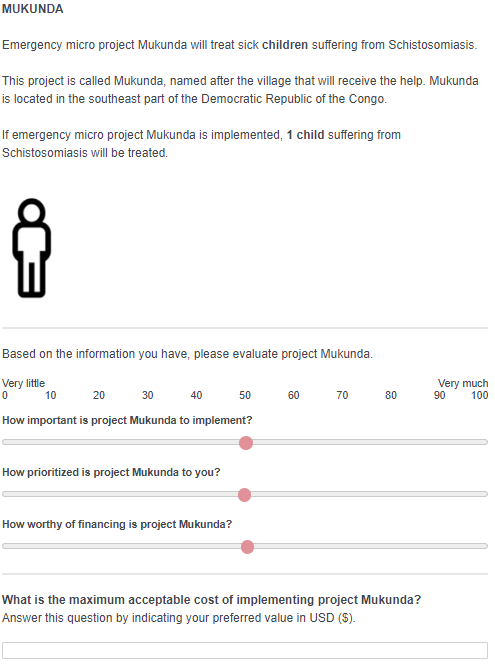 MUKUNDA
Emergency micro project Mukunda will treat sick children suffering from Schistosomiasis.
This project is called Mukunda, named after the village that will receive the help. Mukunda
is located in the southeast part of the Democratic Republic of the Congo.
If emergency micro project Mukunda is implemented, 1 child suffering from
Schistosomiasis will be treated.
Based on the information you have, please evaluate project Mukunda.
Very little Very much
0 10 20 30 40 50 60 70 80 90 100
How important is project Mukunda to implement?
How prioritized is project Mukunda to you?
How worthy of financing is project Mukunda?
What is the maximum acceptable cost of implementing project Mukunda?
Answer this question by indicating your preferred value in USD ($).